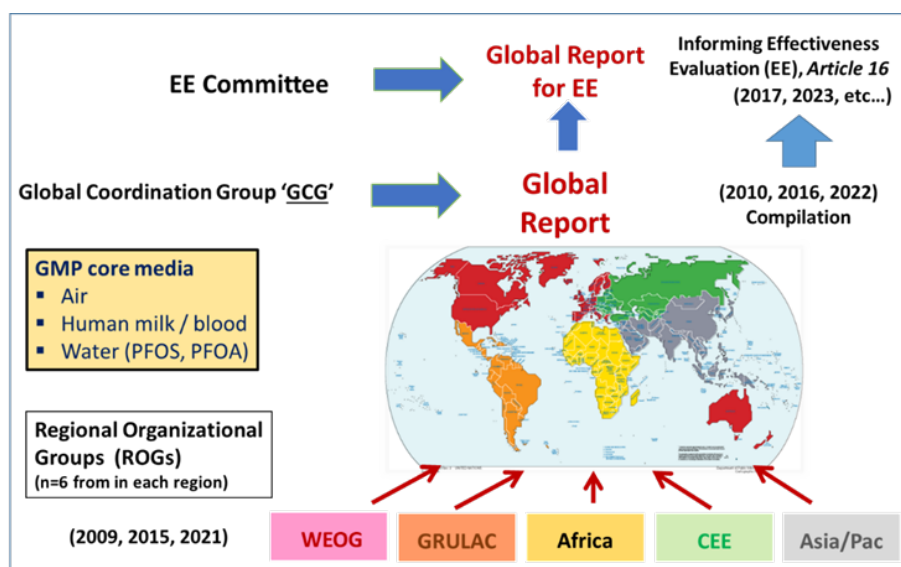 EE Committee
Global Report
for EE
Informing Effectiveness
Evaluation (EE), Article 16
(2017, 2023, etc…)
Global Coordination Group ‘GCG’
Global
Report
(2010, 2016, 2022)
Compilation
GMP core media
▪ Air
▪ Human milk / blood
▪ Water (PFOS, PFOA)
Regional Organizational
Groups (ROGs)
(n=6 from in each region)
(2009, 2015, 2021)
WEOG
GRULAC
Africa
CEE
Asia/Pac